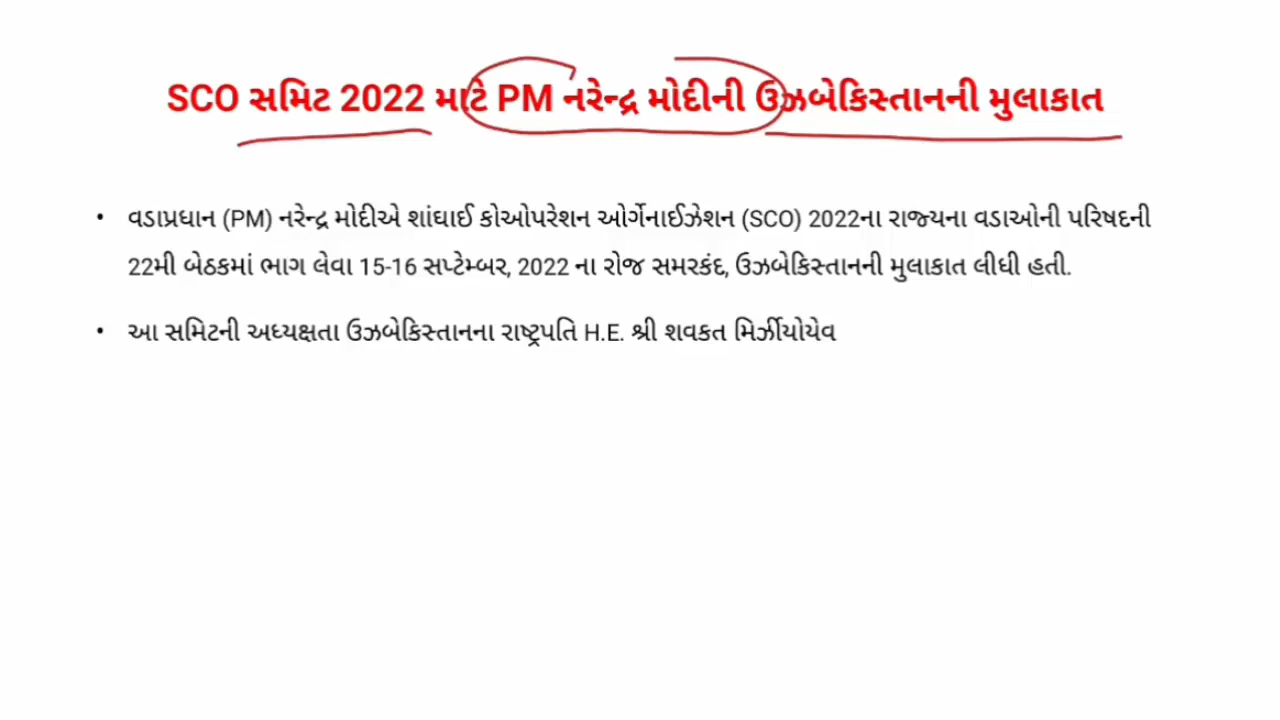 SCO સમિટ 2022 માટે PM નરેન્દ્ર મોદીની ઉઝબેકિસ્તાનની મુલાકાત
• વડાપ્રધાન (PM) નરેન્દ્ર મોદીએ શાંઘાઈ કોઓપરેશન ઓર્ગેનાઈઝેશન (SCO) 2022ના રાજ્યના વડાઓની પરિષદની
22મી બેઠકમાં ભાગ લેવા 15-16 સપ્ટેમ્બર, 2022 ના રોજ સમરકંદ, ઉઝબેકિસ્તાનની મુલાકાત લીધી હતી.
• આ સમિટની અધ્યક્ષતા ઉઝબેકિસ્તાનના રાષ્ટ્રપતિ H.E. શ્રી શવકત મિર્ઝીયોયેવ